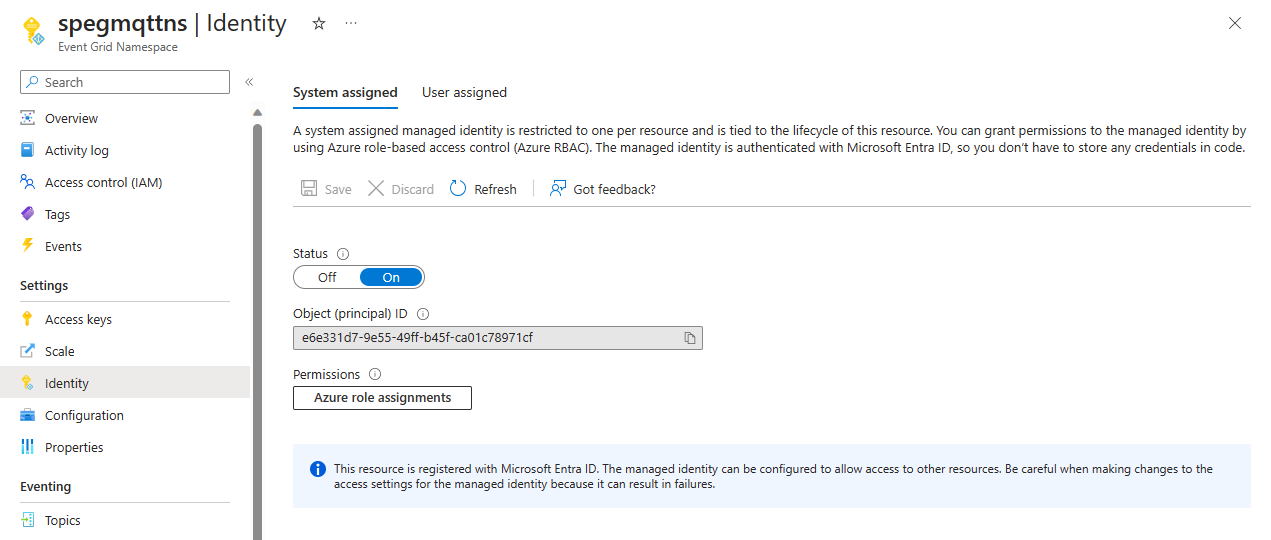 spegmqttns | Identity
Event Grid Namespace
Search
Overview
Activity log
Access control (IAM)
Tags
Events
Settings
Access keys
Scale
Identity
Configuration
Properties
Eventing
Topics
System assigned User assigned
A system assigned managed identity is restricted to one per resource and is tied to the lifecycle of this resource. You can grant permissions to the managed identity by
using Azure role-based access control (Azure RBAC). The managed identity is authenticated with Microsoft Entra ID, so you don’t have to store any credentials in code.
Save Discard Refresh Got feedback?
Status
Off On
Object (principal) ID
e6e331d7-9e55-49ff-b45f-ca01c78971cf
Permissions
Azure role assignments
This resource is registered with Microsoft Entra ID. The managed identity can be configured to allow access to other resources. Be careful when making changes to the
access settings for the managed identity because it can result in failures.